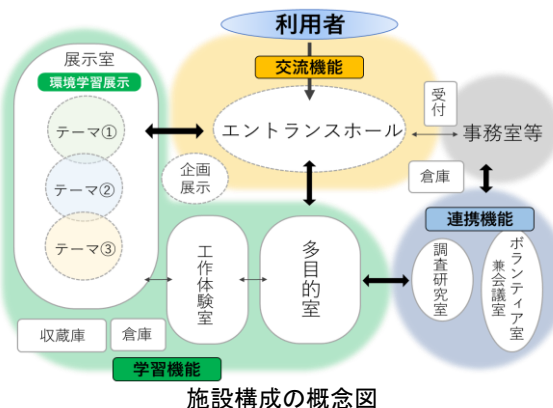 利用者
展示室
交流機能
環境学習展示
受付
テーマ①
エントランスホール
事務室等
企画
展示
倉庫
テーマ②
連携機能
テーマ③
工作体験室
多目的室
調査研究室
ボランティア室
兼会議室
収蔵庫
倉庫
学習機能
施設構成の概念図